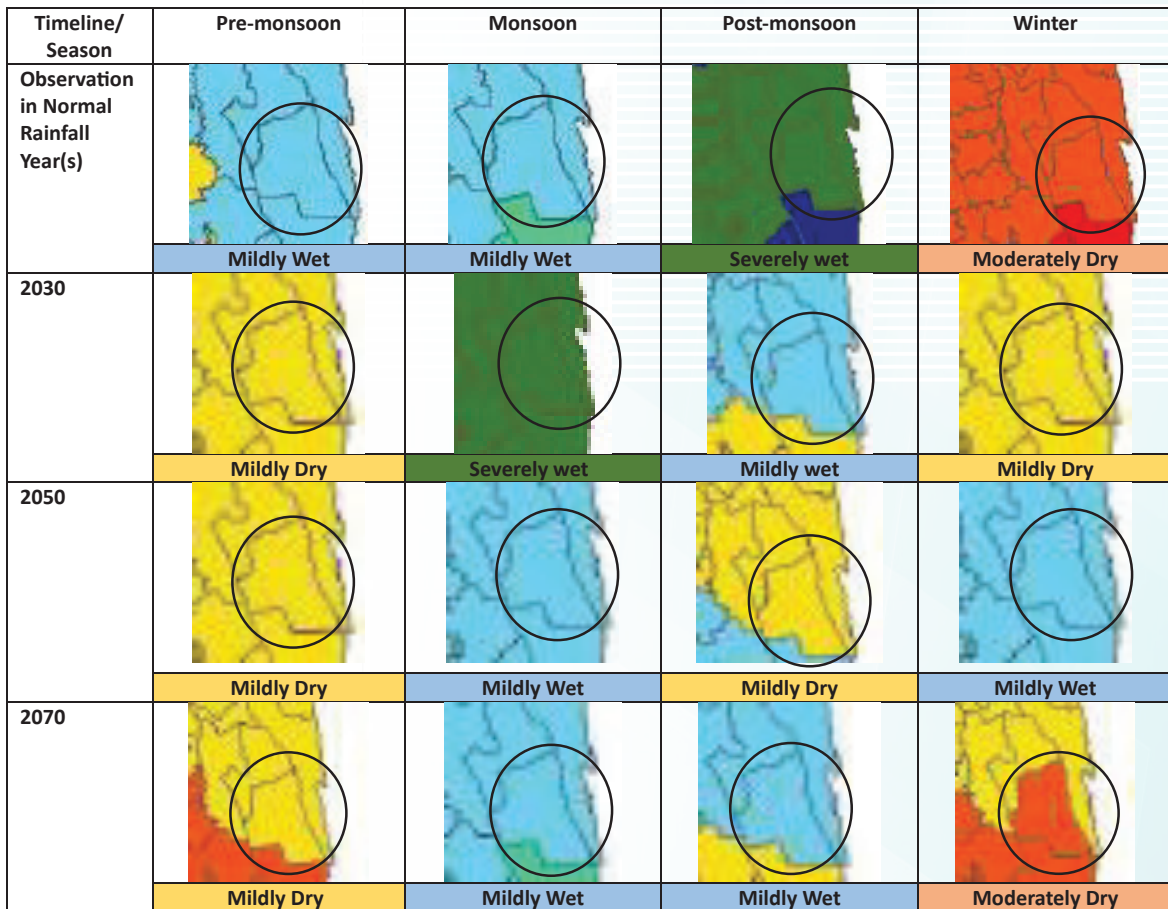 Timeline/
Season
Pre-monsoon
Monsoon
Post-monsoon
Winter
Observation
in Normal
Rainfall
Year(s)
Mildly Wet
Mildly Wet
Severely wet
Moderately Dry
2030
Mildly Dry
Severely wet
Mildly wet
Mildly Dry
2050
Mildly Dry
Mildly Wet
Mildly Dry
Mildly Wet
2070
Mildly Dry
Mildly Wet
Mildly Wet
Moderately Dry